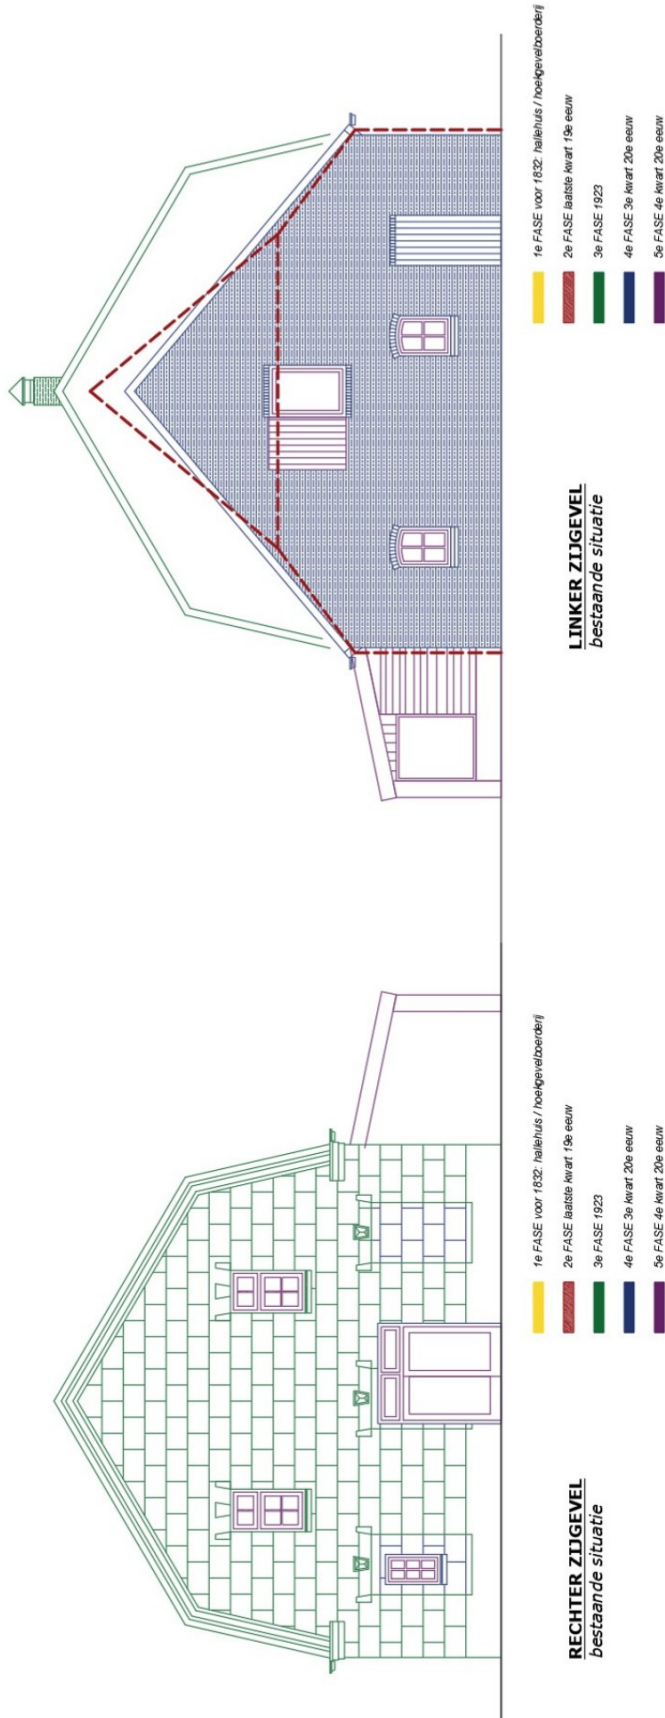 RECHTER ZIJGEVEL
bestaande situatie
1e FASE voor 1832: hallehuis / hoekgevelboerderij
2e FASE laatste kwart 19e eeuw
3e FASE 1923
4e FASE 3e kwart 20e eeuw
5e FASE 4e kwart 20e eeuw
LINKER ZIJGEVEL
bestaande situatie
1e FASE voor 1832: hallehuis / hoekgevelboerderij
2e FASE laatste kwart 19e eeuw
3e FASE 1923
4e FASE 3e kwart 20e eeuw
5e FASE 4e kwart 20e eeuw